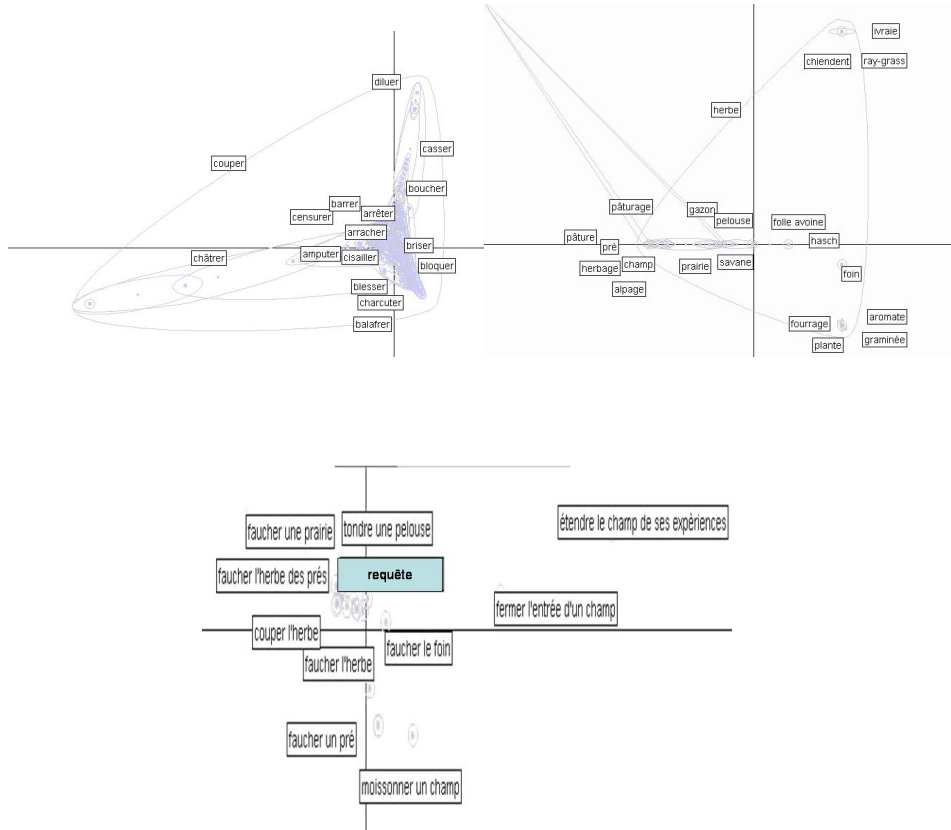 diluer
couper
casser
boucher
barrer
censurer
arrêter
arracher
briser
châtrer
amputer
cisailler
bloquer
blesser
charcuter
balafrer
ivraie
chiendent
ray-grass
herbe
pâturage
gazon
pelouse
folle avoine
pâture
pré
hasch
herbage
champ
prairie
savane
foin
alpage
fourrage
aromate
plante
graminée
faucher une prairie
tondre une pelouse
étendre le champ de ses expèriences
faucher l'herbe des prés
requête
fermer l'entrée d'un champ
couper l'herbe
faucher le foin
faucher l'herbe
faucher un pré
moissonner un champ